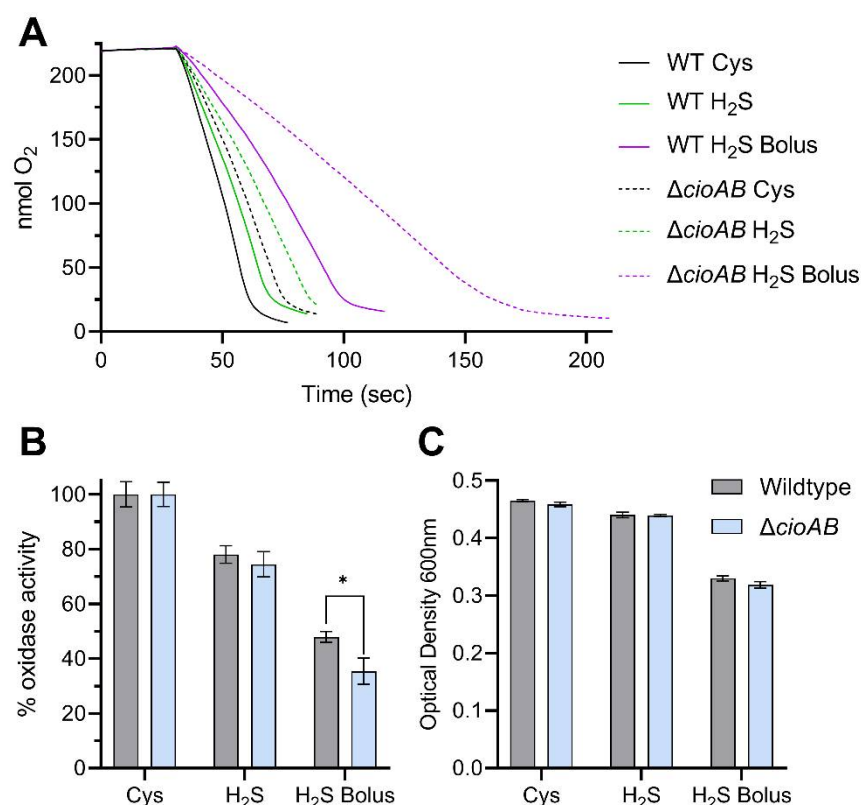 A
nmol O₂
200
150
100
50
0
0 50 100 150 200
Time (sec)
WT Cys
WT H₂S
WT H₂S Bolus
ΔcioAB Cys
ΔcioAB H₂S
ΔcioAB H₂S Bolus
B
% oxidase activity
100
80
60
40
20
0
*
Cys H₂S H₂S Bolus
C
Optical Density 600nm
0.5
0.4
0.3
0.2
0.1
0.0
Cys H₂S H₂S Bolus
Wildtype
ΔcioAB